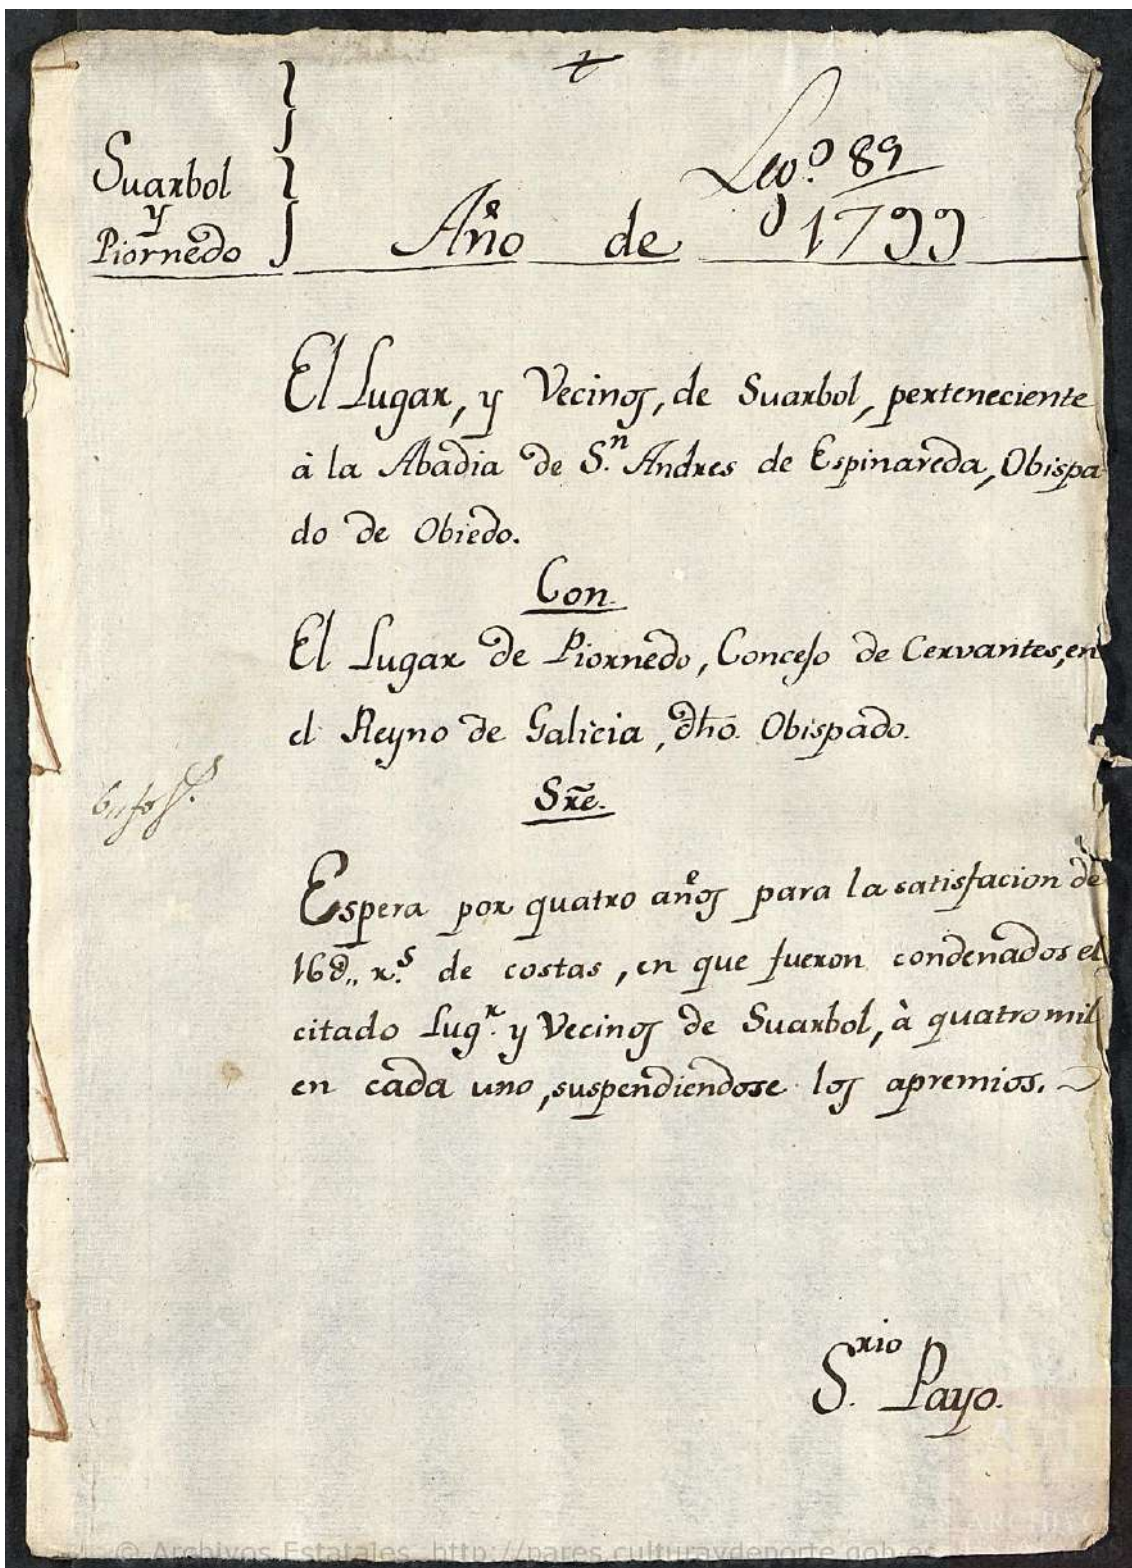 Leg.º 89
Suarbol
y
Piornedo
Año de 1799
El Lugar, y Vecinos, de Suarbol, perteneciente
à la Abadia de S.n Andres de Espinareda, Obispa
do de Obiedo.
Con
El Lugar de Piornedo, Concejo de Cervantes, en
el Reyno de Galicia, dho. Obispado.
Sre.
Espera por quatro años para la satisfacion de
16@,, r.s de costas, en que fueron condenados el
citado Lug.r y Vecinos de Suarbol, à quatro mil
en cada uno, suspendiendose los apremios.
S.rio Payo.
© Archivos Estatales, http://pares.culturaydeporte.gob.es